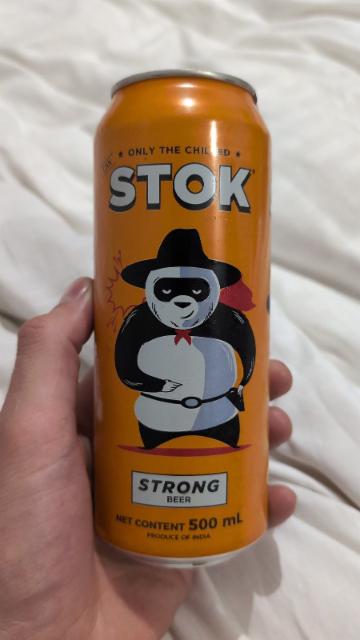 ★ ONLY THE CHILLED ★
STOK
STRONG
BEER
NET CONTENT 500 mL
PRODUCE OF INDIA